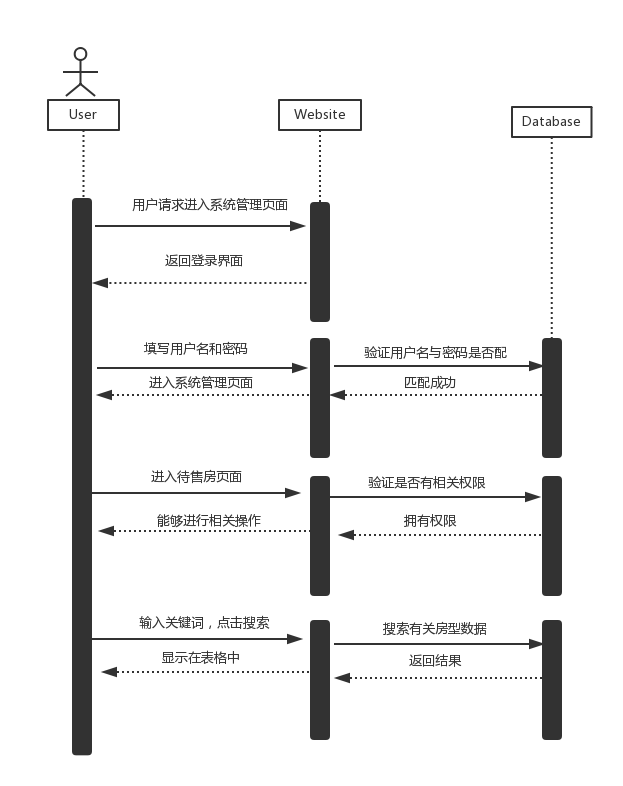 User
Website
Database
用户请求进入系统管理页面
返回登录界面
填写用户名和密码
验证用户名与密码是否配
进入系统管理页面
匹配成功
进入待售房页面
验证是否有相关权限
能够进行相关操作
拥有权限
输入关键词，点击搜索
搜索有关房型数据
显示在表格中
返回结果